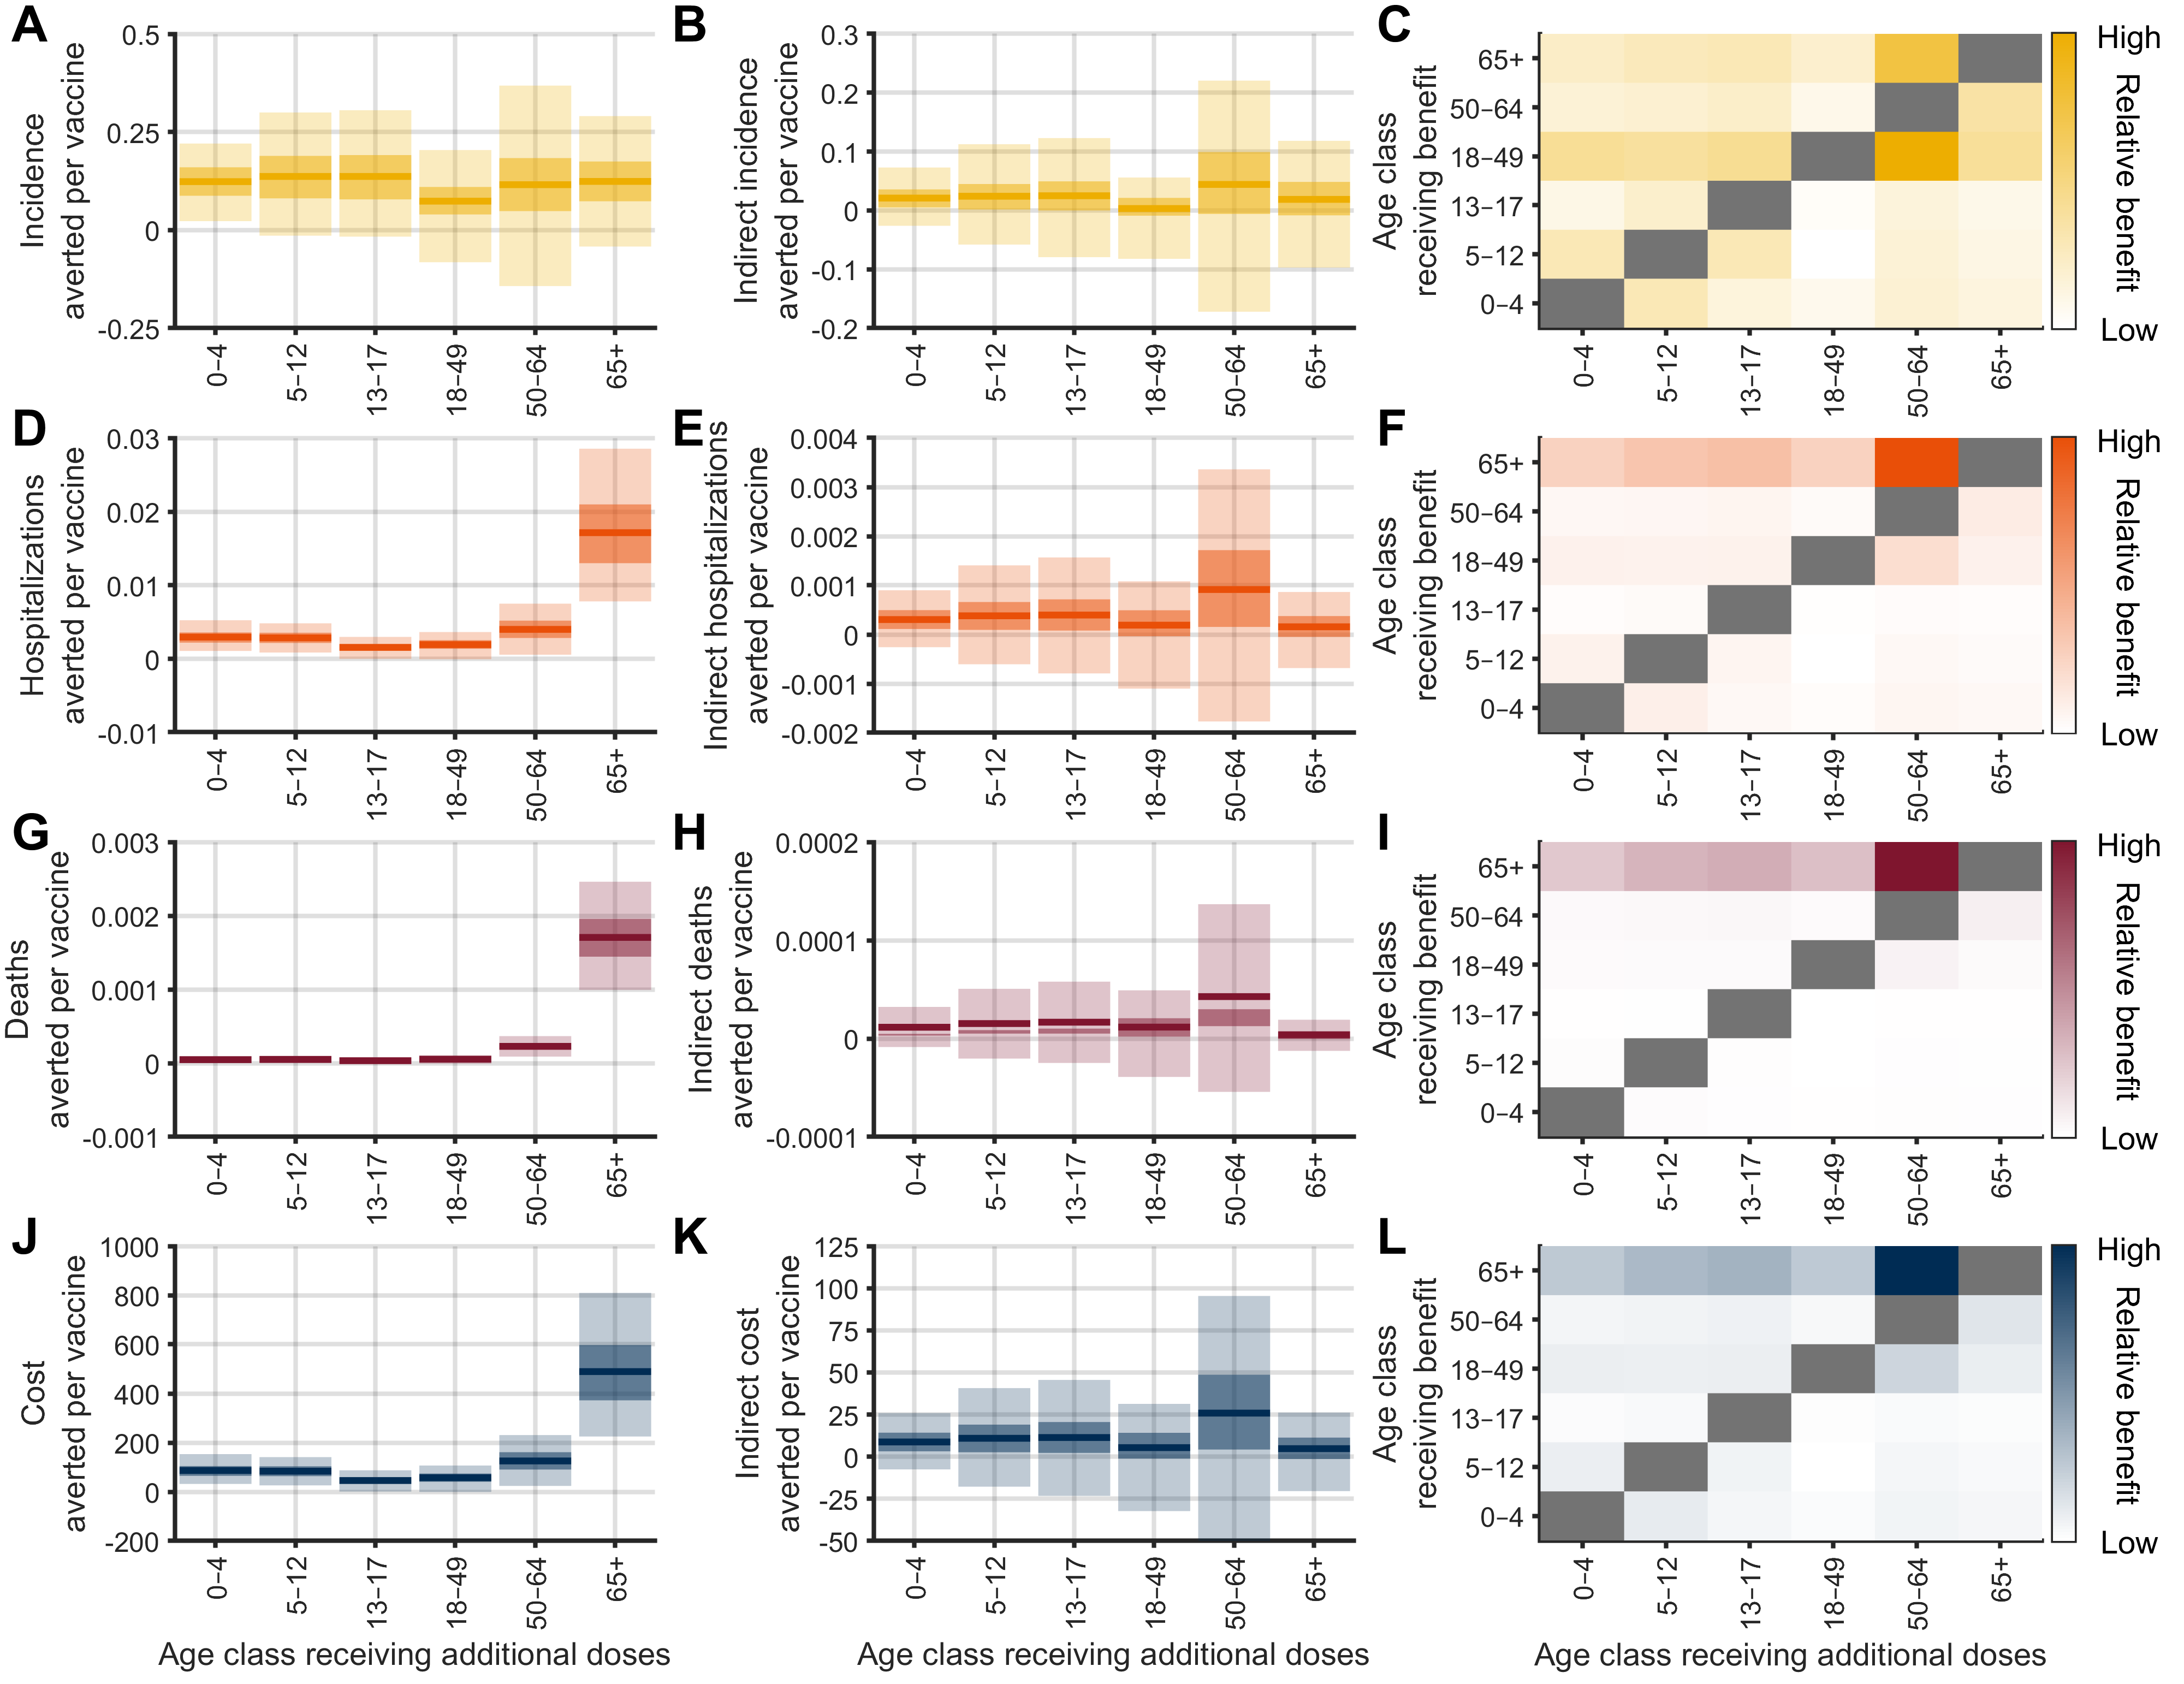 A
Incidence
averted per vaccine
0.5
0.25
0
-0.25
0–4
5–12
13–17
18–49
50–64
65+
B
Indirect incidence
averted per vaccine
0.3
0.2
0.1
0
-0.1
-0.2
0–4
5–12
13–17
18–49
50–64
65+
C
Age class
receiving benefit
65+
50–64
18–49
13–17
5–12
0–4
0–4
5–12
13–17
18–49
50–64
65+
High
Relative benefit
Low
D
Hospitalizations
averted per vaccine
0.03
0.02
0.01
0
-0.01
0–4
5–12
13–17
18–49
50–64
65+
E
Indirect hospitalizations
averted per vaccine
0.004
0.003
0.002
0.001
0
-0.001
-0.002
0–4
5–12
13–17
18–49
50–64
65+
F
Age class
receiving benefit
65+
50–64
18–49
13–17
5–12
0–4
0–4
5–12
13–17
18–49
50–64
65+
High
Relative benefit
Low
G
Deaths
averted per vaccine
0.003
0.002
0.001
0
-0.001
0–4
5–12
13–17
18–49
50–64
65+
H
Indirect deaths
averted per vaccine
0.0002
0.0001
0
-0.0001
0–4
5–12
13–17
18–49
50–64
65+
I
Age class
receiving benefit
65+
50–64
18–49
13–17
5–12
0–4
0–4
5–12
13–17
18–49
50–64
65+
High
Relative benefit
Low
J
Cost
averted per vaccine
1000
800
600
400
200
0
-200
0–4
5–12
13–17
18–49
50–64
65+
Age class receiving additional doses
K
Indirect cost
averted per vaccine
125
100
75
50
25
0
-25
-50
0–4
5–12
13–17
18–49
50–64
65+
Age class receiving additional doses
L
Age class
receiving benefit
65+
50–64
18–49
13–17
5–12
0–4
0–4
5–12
13–17
18–49
50–64
65+
Age class receiving additional doses
High
Relative benefit
Low